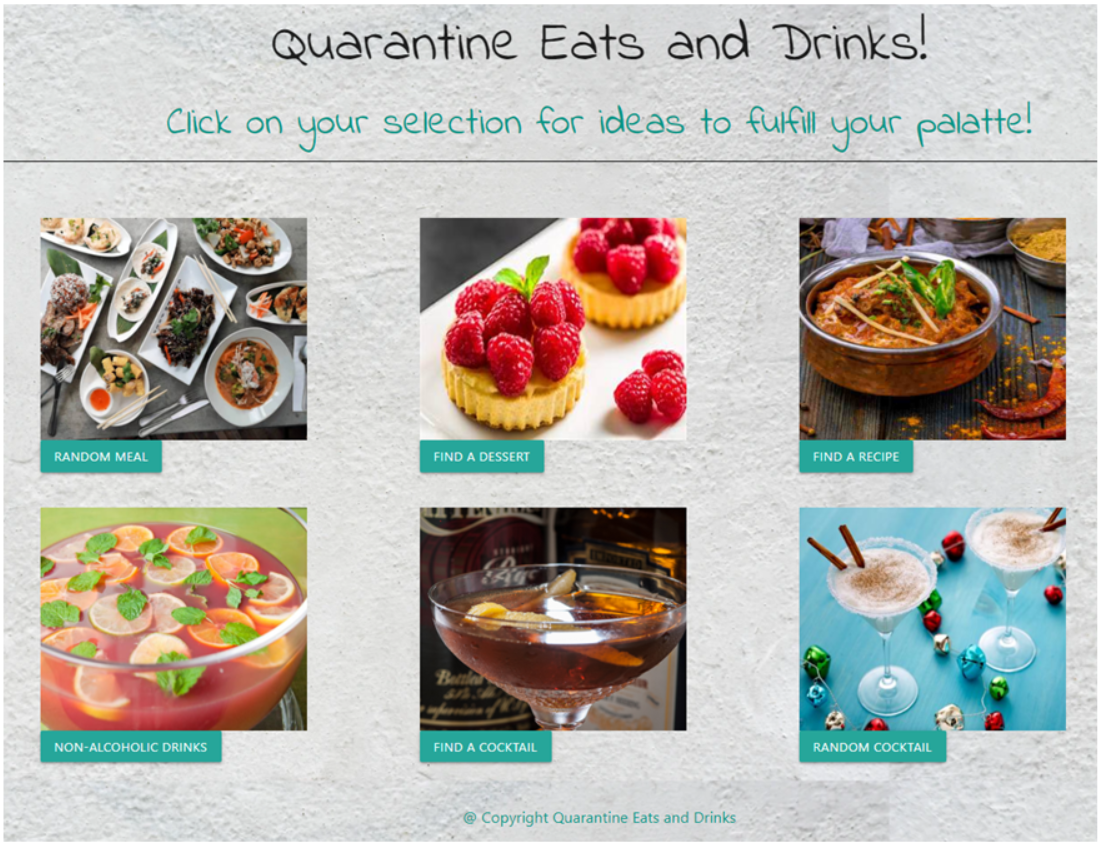 Quarantine Eats and Drinks!
Click on your selection for ideas to fulfill your palatte!
RANDOM MEAL
FIND A DESSERT
FIND A RECIPE
STRAIGHT
NON-ALCOHOLIC DRINKS
FIND A COCKTAIL
RANDOM COCKTAIL
@ Copyright Quarantine Eats and Drinks